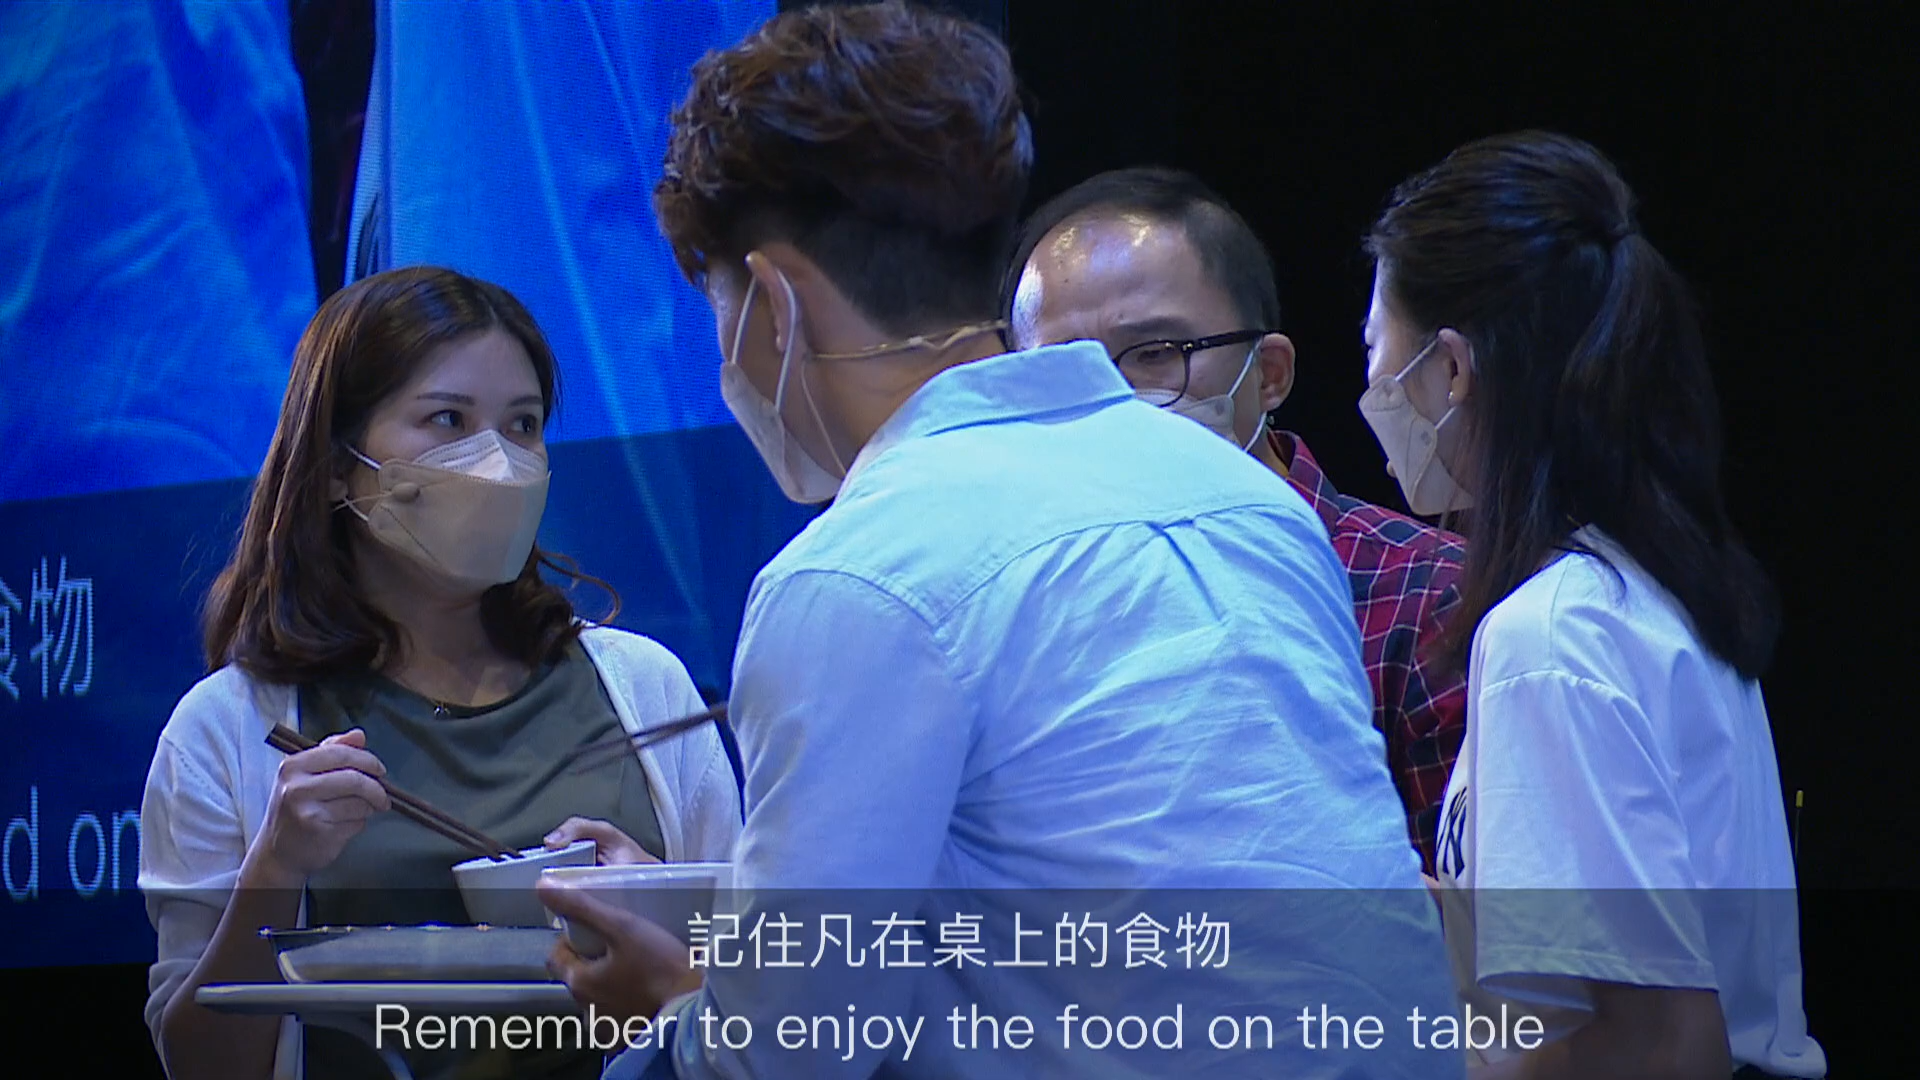 食物
d on
記住凡在桌上的食物
Remember to enjoy the food on the table